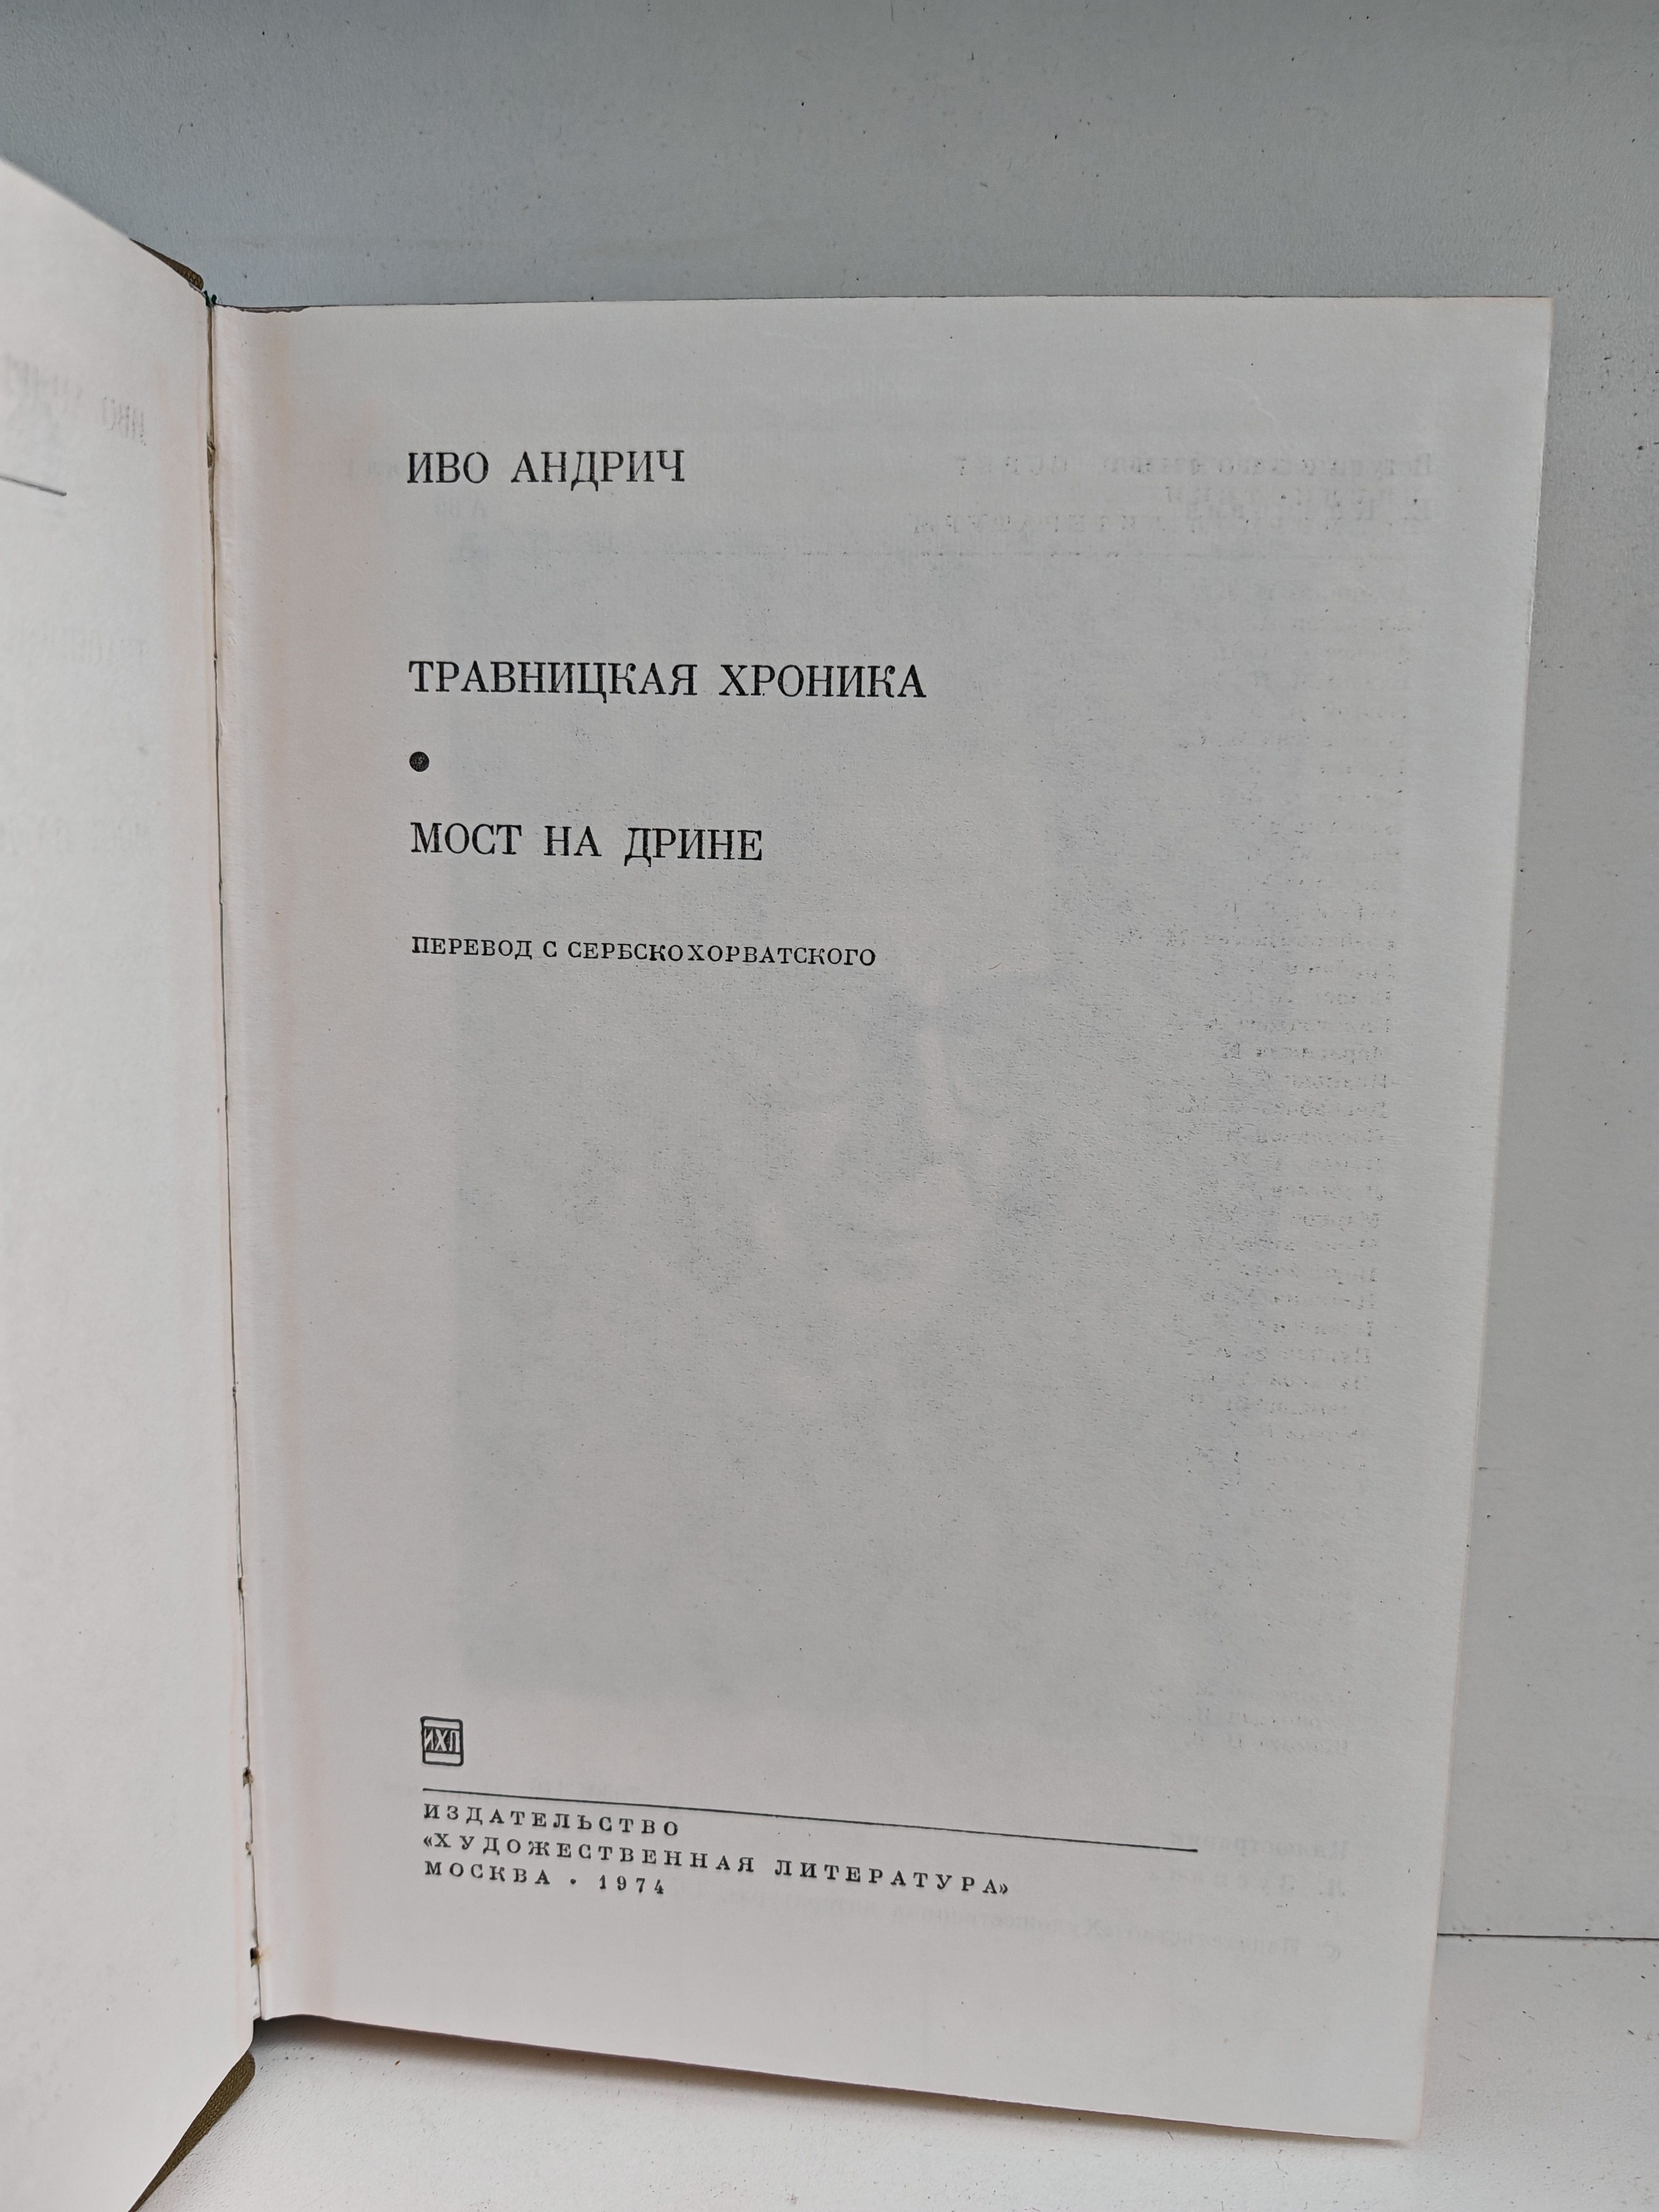 ИВО АНДРИЧ
ТРАВНИЦКАЯ ХРОНИКА
●
МОСТ НА ДРИНЕ
ПЕРЕВОД С СЕРБСКОХОРВАТСКОГО
ИХЛ
ИЗДАТЕЛЬСТВО
«ХУДОЖЕСТВЕННАЯ ЛИТЕРАТУРА»
МОСКВА • 1974